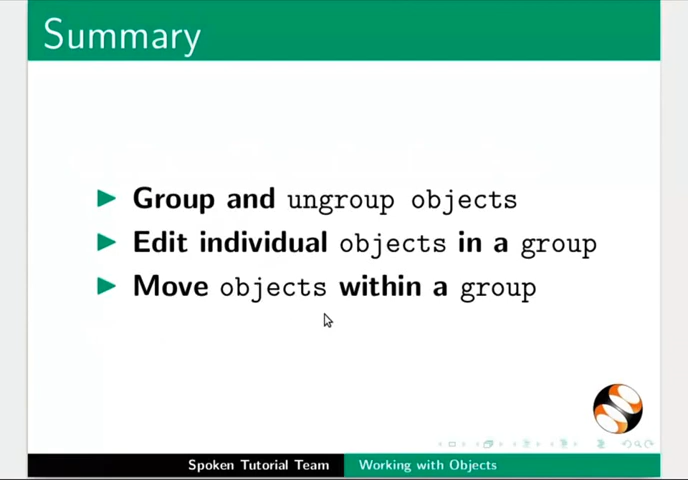 Summary
Group and ungroup objects
Edit individual objects in a group
Move objects within a group
Spoken Tutorial Team Working with Objects